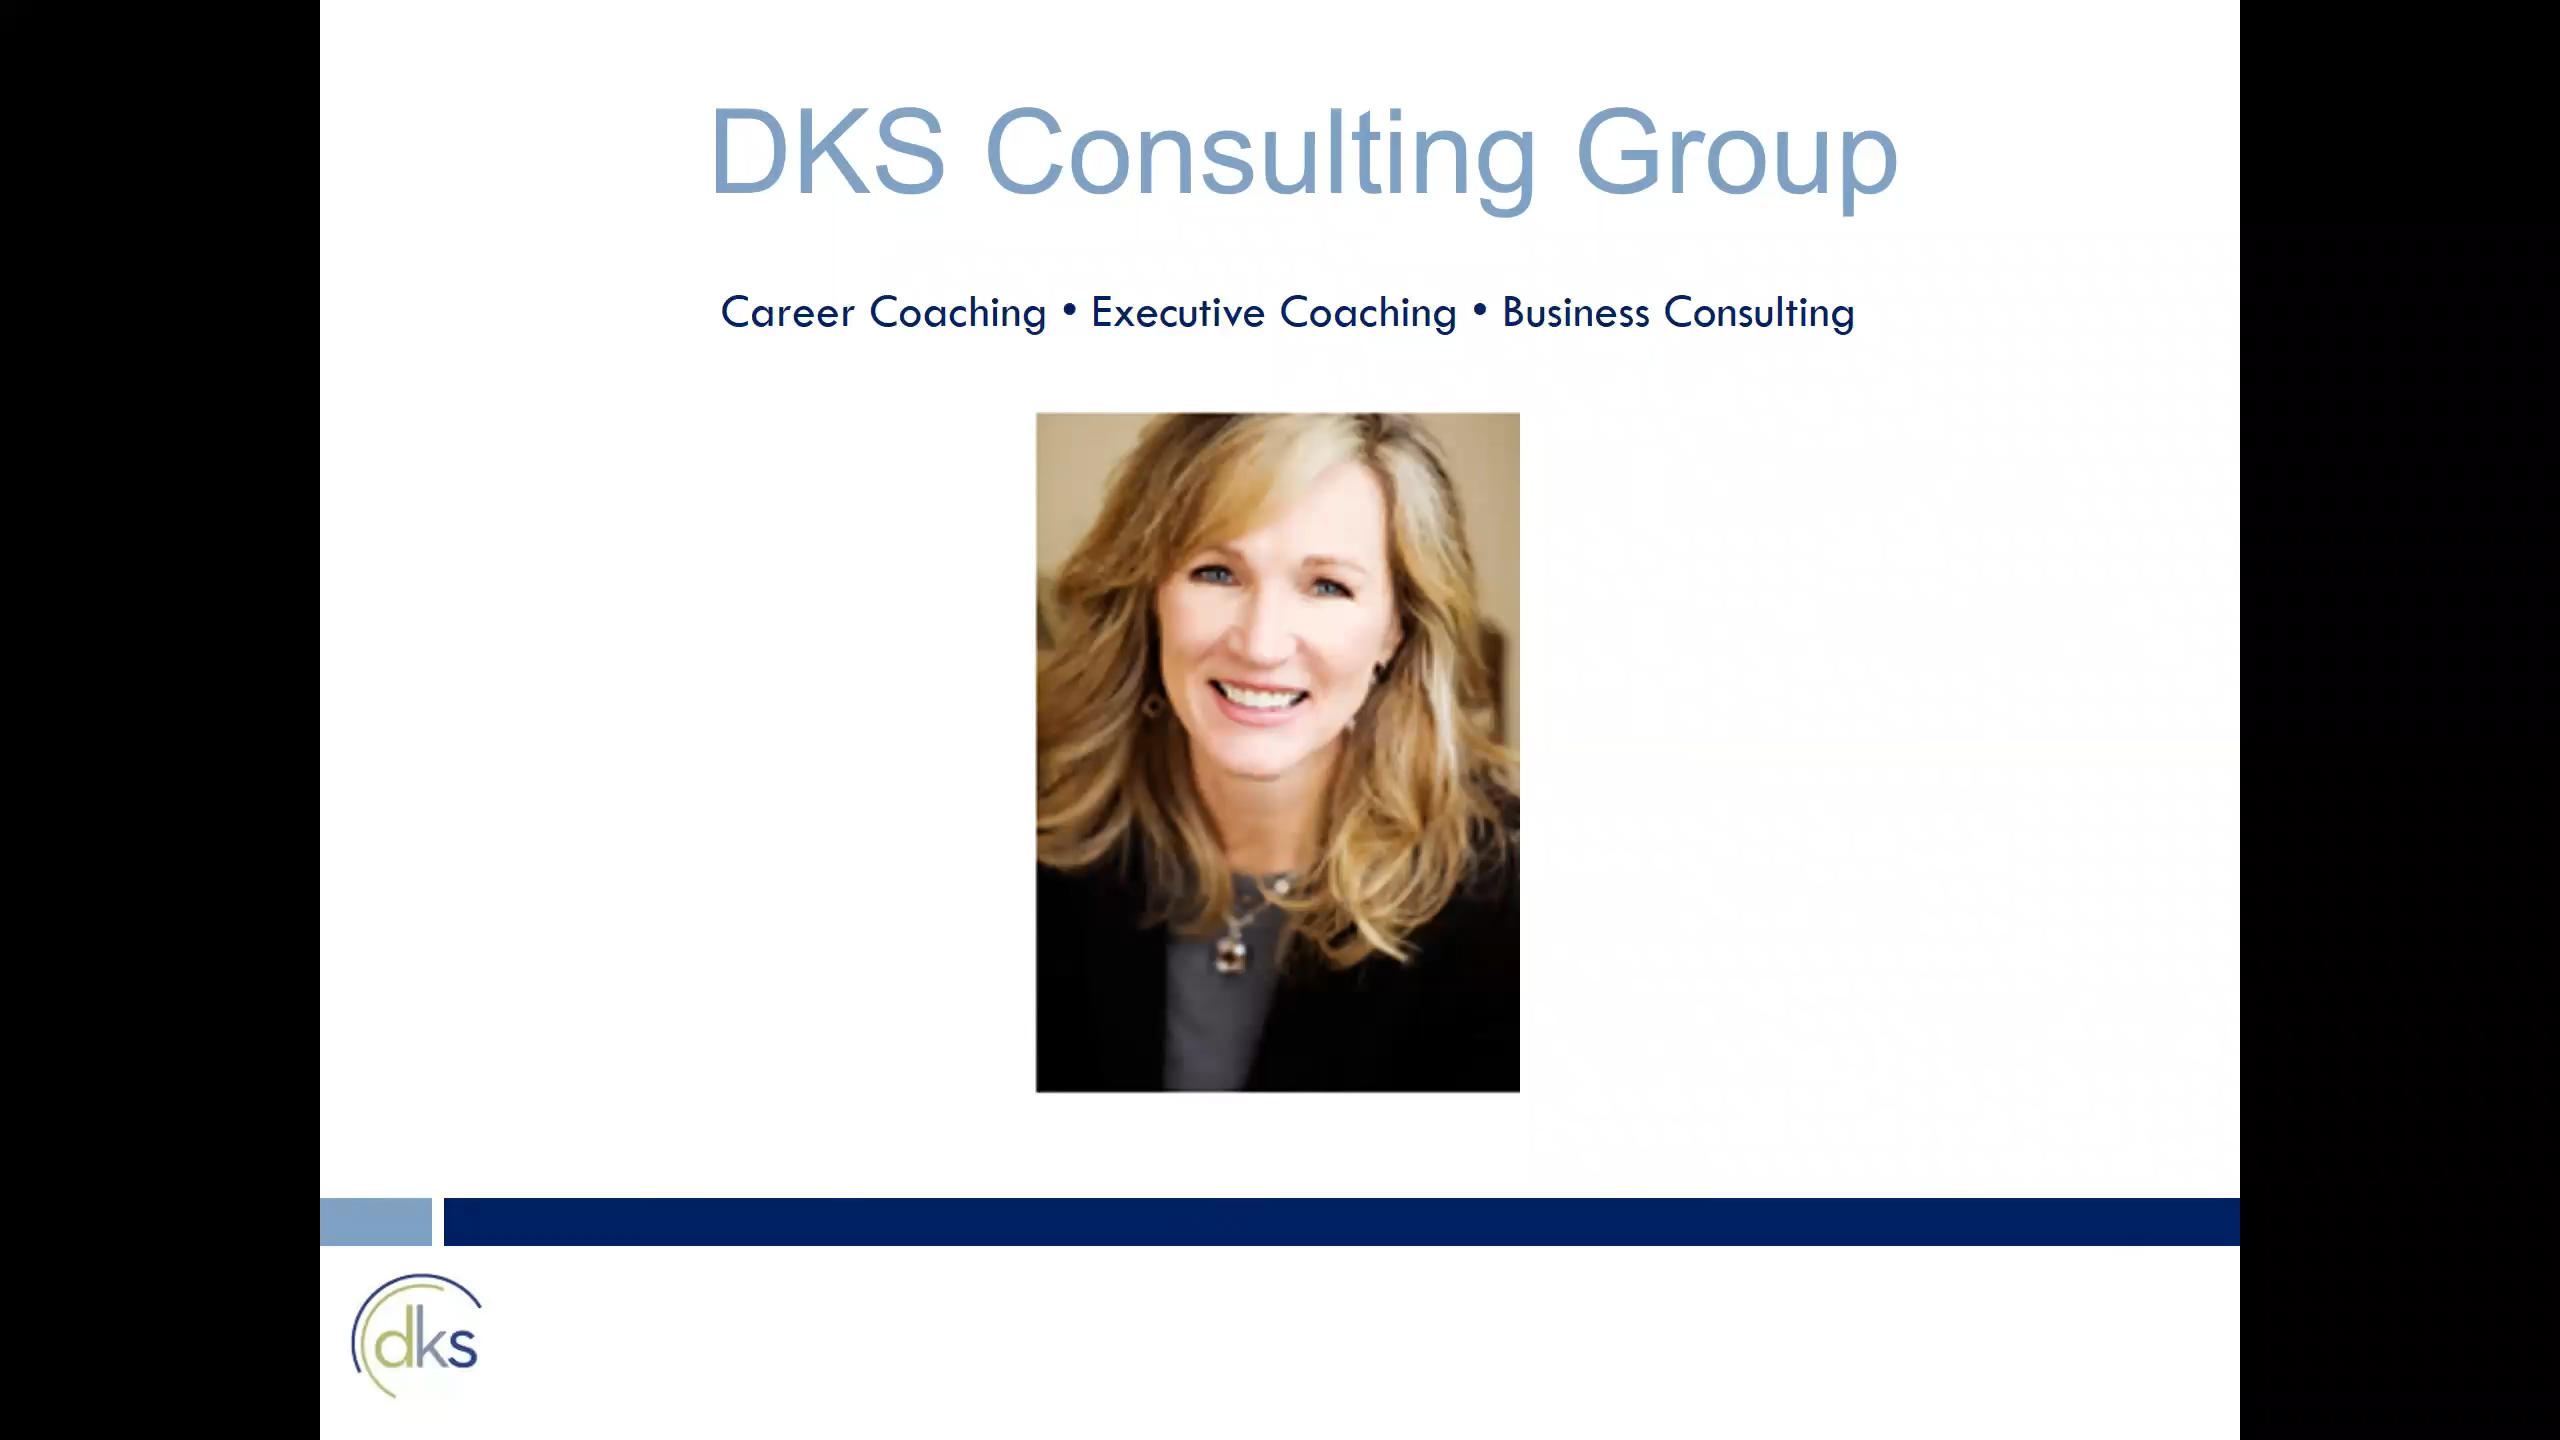 DKS Consulting Group
Career Coaching • Executive Coaching • Business Consulting
dks